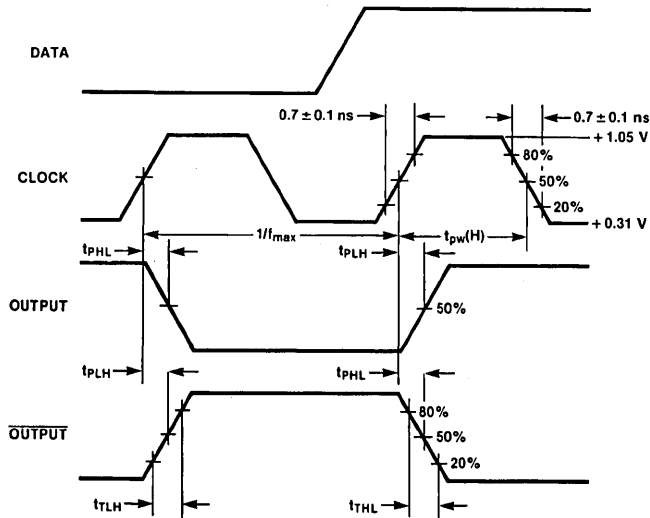 DATA
0.7 ± 0.1 ns
0.7 ± 0.1 ns
+ 1.05 V
80%
CLOCK
50%
20%
+ 0.31 V
1/fmax
tpw(H)
tPHL
tPLH
OUTPUT
50%
tPLH
tPHL
80%
OUTPUT
50%
20%
tTLH
tTHL